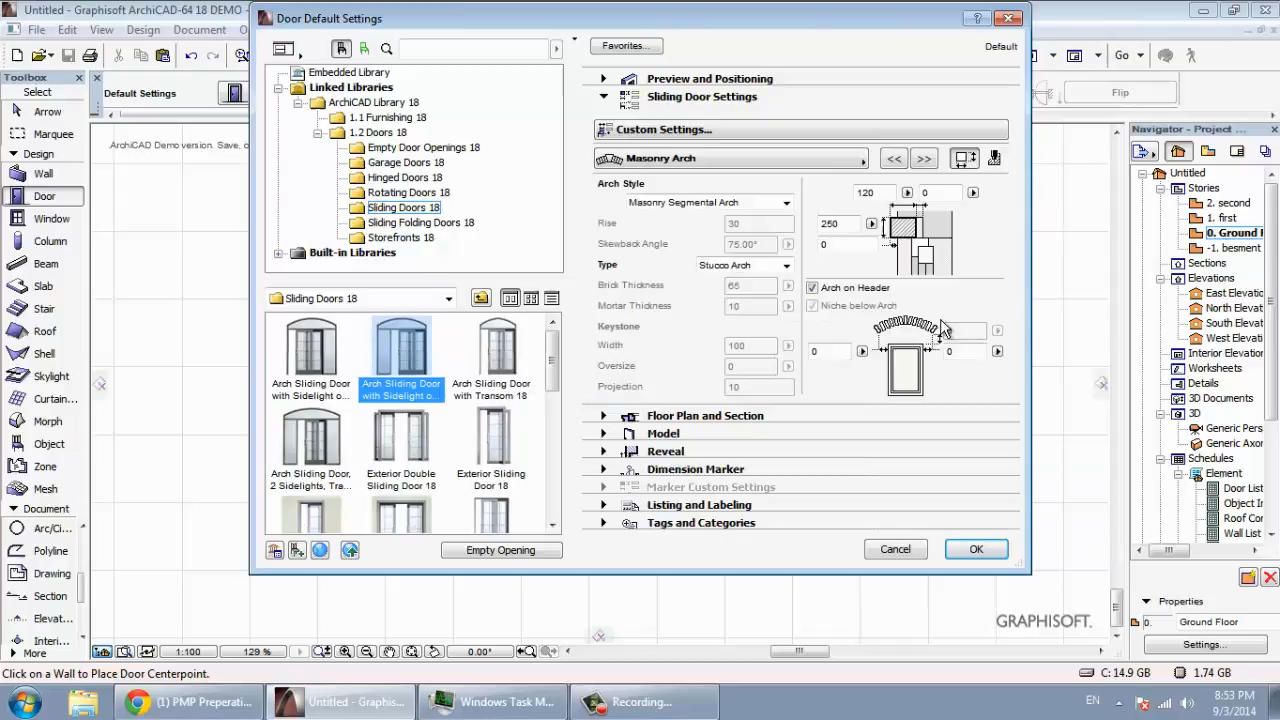 Untitled - Graphisoft ArchiCAD-64 18 DEMO -
File Edit View Design Document
Toolbox
Select
Arrow
Marquee
Design
Wall
Door
Window
Column
Beam
Slab
Stair
Roof
Shell
Skylight
Curtain...
Morph
Object
Zone
Mesh
Document
Arc/Ci...
Polyline
Drawing
Section
Elevat...
Interi...
More
Default Settings
ArchiCAD Demo version. Save, c
Door Default Settings
Embedded Library
Linked Libraries
ArchiCAD Library 18
1.1 Furnishing 18
1.2 Doors 18
Empty Door Openings 18
Garage Doors 18
Hinged Doors 18
Rotating Doors 18
Sliding Doors 18
Sliding Folding Doors 18
Storefronts 18
Built-in Libraries
Sliding Doors 18
Arch Sliding Door with Sidelight o...
Arch Sliding Door with Sidelight o...
Arch Sliding Door with Transom 18
Arch Sliding Door, 2 Sidelights, Tra...
Exterior Double Sliding Door 18
Exterior Sliding Door 18
Empty Opening
Favorites...
Default
Preview and Positioning
Sliding Door Settings
Custom Settings...
Masonry Arch
<< >>
Arch Style
Masonry Segmental Arch
Rise 30
Skewback Angle 75.00°
Type Stucco Arch
Brick Thickness 65
Mortar Thickness 10
Keystone
Width 100
Oversize 0
Projection 10
120 0
250
0
Arch on Header
Niche below Arch
0 0
Floor Plan and Section
Model
Reveal
Dimension Marker
Marker Custom Settings
Listing and Labeling
Tags and Categories
Cancel OK
Go
Flip
Navigator - Project
Untitled
Stories
2. second
1. first
0. Ground F
-1. besment
Sections
Elevations
East Elevatio
North Elevat
South Elevat
West Elevati
Interior Elevation
Worksheets
Details
3D Documents
3D
Generic Pers
Generic Axon
Schedules
Element
Door List
Object In
Roof Cor
Wall List
Properties
0. Ground Floor
Settings...
GRAPHISOFT.
1:100 129 % 0.00°
Click on a Wall to Place Door Centerpoint.
C: 14.9 GB 1.74 GB
PMP Preperati...
Untitled - Graphis...
Windows Task M...
Recording...
EN
8:53 PM
9/3/2014